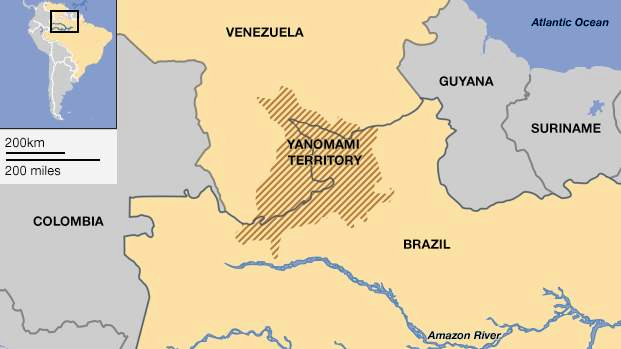 Atlantic Ocean
VENEZUELA
GUYANA
SURINAME
200km
200 miles
YANOMAMI
TERRITORY
COLOMBIA
BRAZIL
Amazon River